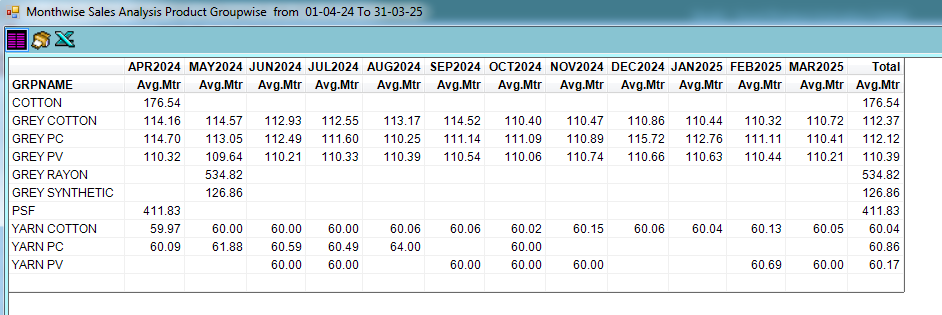 Monthwise Sales Analysis Product Groupwise from 01-04-24 To 31-03-25
APR2024 MAY2024 JUN2024 JUL2024 AUG2024 SEP2024 OCT2024 NOV2024 DEC2024 JAN2025 FEB2025 MAR2025 Total
GRPNAME Avg.Mtr Avg.Mtr Avg.Mtr Avg.Mtr Avg.Mtr Avg.Mtr Avg.Mtr Avg.Mtr Avg.Mtr Avg.Mtr Avg.Mtr Avg.Mtr Avg.Mtr
COTTON 176.54 176.54
GREY COTTON 114.16 114.57 112.93 112.55 113.17 114.52 110.40 110.47 110.86 110.44 110.32 110.72 112.37
GREY PC 114.70 113.05 112.49 111.60 110.25 111.14 111.09 110.89 115.72 112.76 111.11 110.41 112.12
GREY PV 110.32 109.64 110.21 110.33 110.39 110.54 110.06 110.74 110.66 110.63 110.44 110.21 110.39
GREY RAYON 534.82 534.82
GREY SYNTHETIC 126.86 126.86
PSF 411.83 411.83
YARN COTTON 59.97 60.00 60.00 60.00 60.06 60.06 60.02 60.15 60.06 60.04 60.13 60.05 60.04
YARN PC 60.09 61.88 60.59 60.49 64.00 60.00 60.86
YARN PV 60.00 60.00 60.00 60.00 60.00 60.69 60.00 60.17